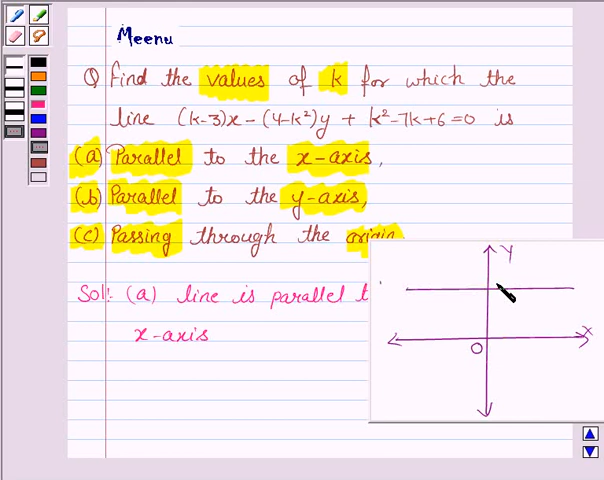 Meenu
Q Find the values of k for which the
line (k-3)x - (4-k²)y + k²-7k+6=0 is
(a) Parallel to the x-axis,
(b) Parallel to the y-axis,
(c) Passing through the origin.
Sol: (a) line is parallel t
x-axis
Y
X
O